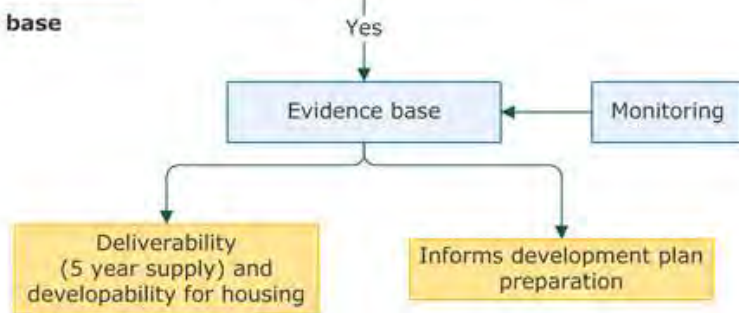 base
Yes
Evidence base
Monitoring
Deliverability
(5 year supply) and
developability for housing
Informs development plan
preparation